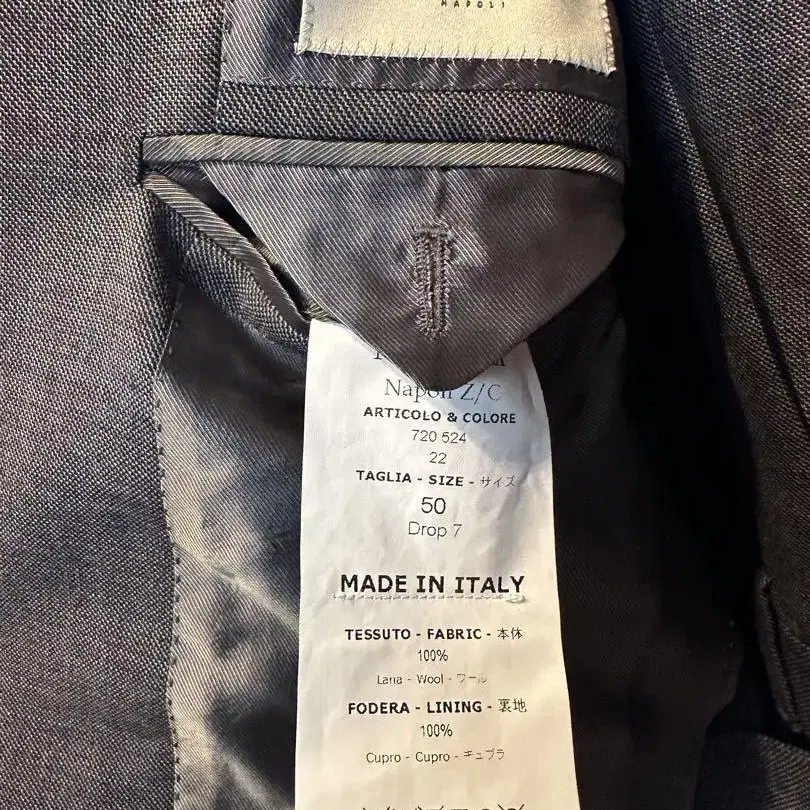 NAPOLI
Napoli Z/C
ARTICOLO & COLORE
720 524
22
TAGLIA - SIZE - サイズ
50
Drop 7
MADE IN ITALY
TESSUTO - FABRIC - 本体
100%
Lana - Wool - ウール
FODERA - LINING - 裏地
100%
Cupro - Cupro - キュプラ